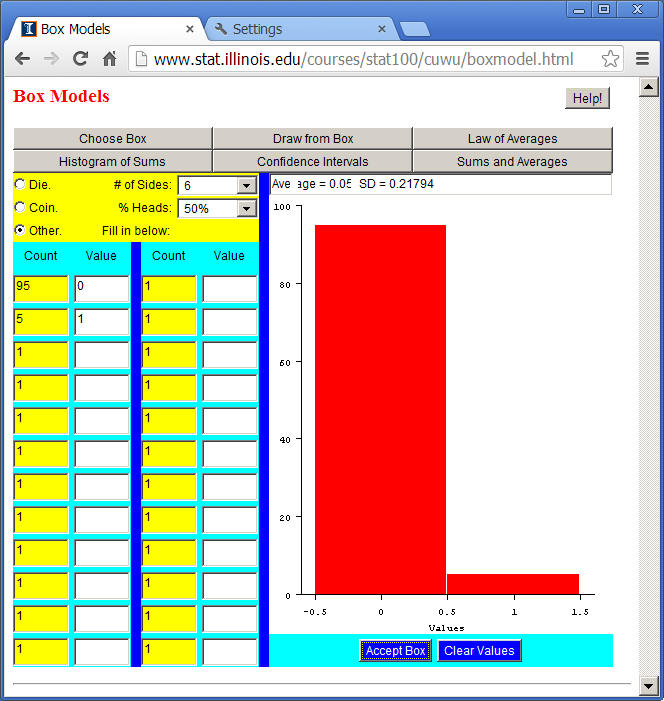 Box Models
Settings
www.stat.illinois.edu/courses/stat100/cuwu/boxmodel.html
Box Models
Help!
Choose Box
Draw from Box
Law of Averages
Histogram of Sums
Confidence Intervals
Sums and Averages
Die. # of Sides: 6
Coin. % Heads: 50%
Other. Fill in below:
Count Value Count Value
95 0 1
5 1 1
1 1
1 1
1 1
1 1
1 1
1 1
1 1
1 1
1 1
1 1
Ave age = 0.05 SD = 0.21794
100
80
60
40
20
0
-0.5 0 0.5 1 1.5
Values
Accept Box Clear Values